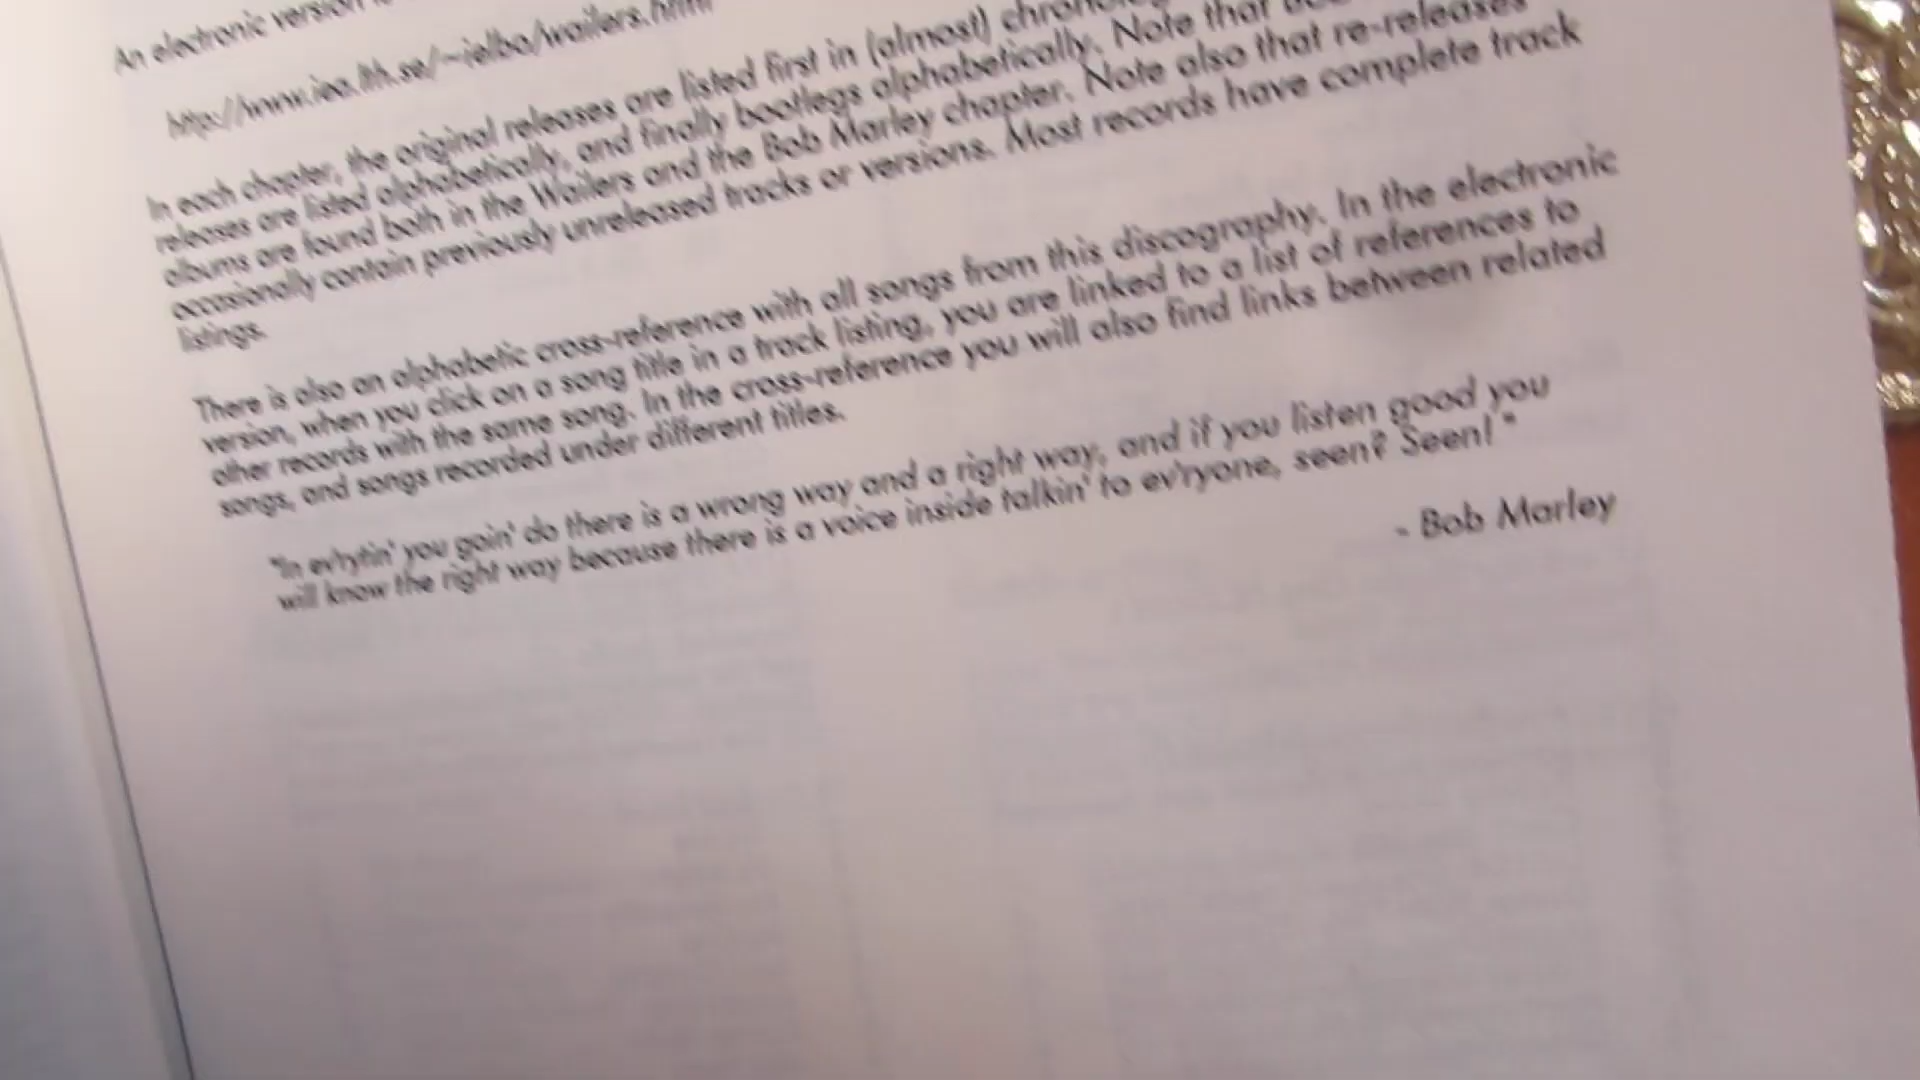 An electronic version is
http://www.iea.lth.se/~ielbo/wailers.html
In each chapter, the original releases are listed first in (almost)
releases are listed alphabetically, and finally bootlegs alphabetically. Note that
albums are found both in the Wailers and the Bob Marley chapter. Note also that re-releases
occasionally contain previously unreleased tracks or versions. Most records have complete track
listings.
There is also an alphabetic cross-reference with all songs from this discography. In the electronic
version, when you click on a song title in a track listing, you are linked to a list of references to
other records with the same song. In the cross-reference you will also find links between related
songs, and songs recorded under different titles.
"In ev'rytin' you goin' do there is a wrong way and a right way, and if you listen good you
will know the right way because there is a voice inside talkin' to ev'ryone, seen? Seen! "
- Bob Marley